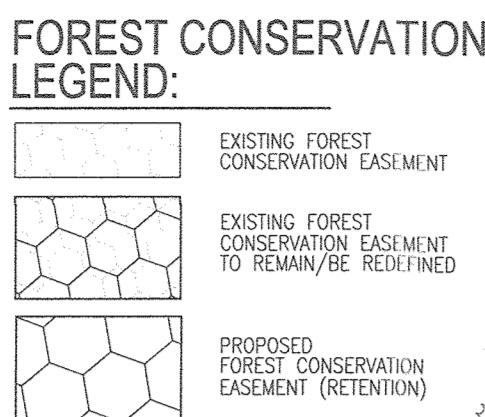 FOREST CONSERVATION
LEGEND:
EXISTING FOREST
CONSERVATION EASEMENT
EXISTING FOREST
CONSERVATION EASEMENT
TO REMAIN/BE REDEFINED
PROPOSED
FOREST CONSERVATION
EASEMENT (RETENTION)